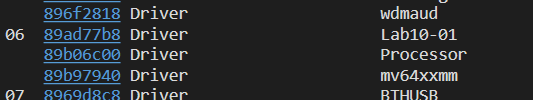 896f2818 Driver wdmaud
06 89ad77b8 Driver Lab10-01
89b06c00 Driver Processor
89b97940 Driver mv64xxmm
07 8969d8c8 Driver BTHUSB